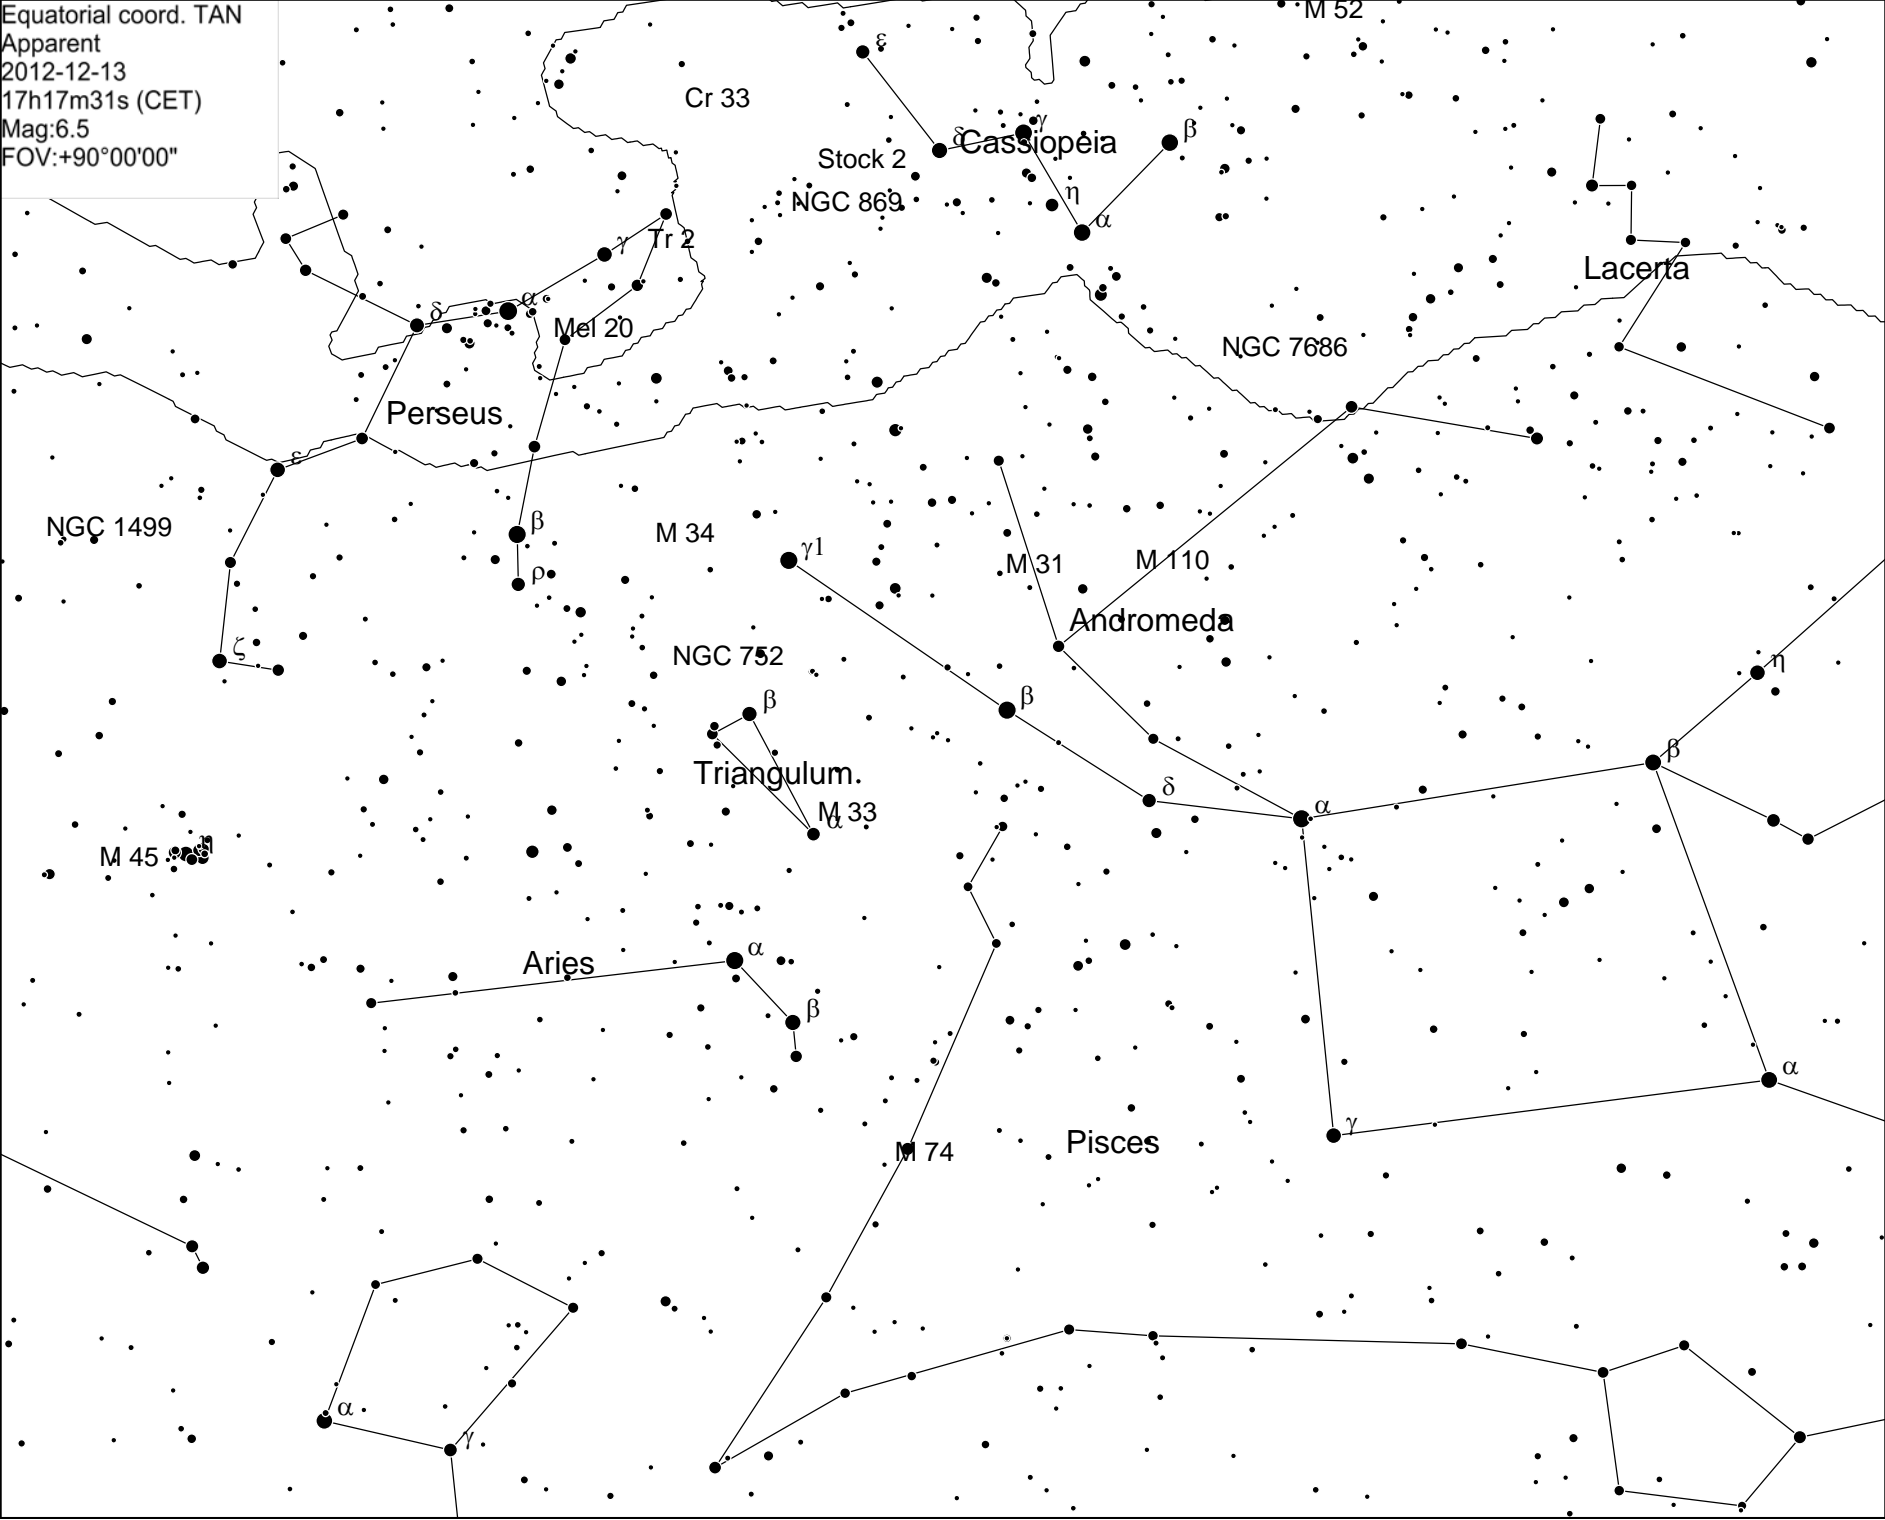 Equatorial coord. TAN
Apparent
2012-12-13
17h17m31s (CET)
Mag:6.5
FOV:+90°00'00"
M 52
ε
Cr 33
γ
δ
Cassiopeia
β
Stock 2
η
NGC 869
α
γ
Tr 2
Lacerta
α
δ
Mel 20
NGC 7686
Perseus
ε
NGC 1499
β
M 34
γ1
M 31
M 110
ρ
Andromeda
ζ
NGC 752
η
β
β
β
Triangulum
δ
α
M 33
α
M 45
η
Aries
α
β
α
γ
Pisces
M 74
α
γ